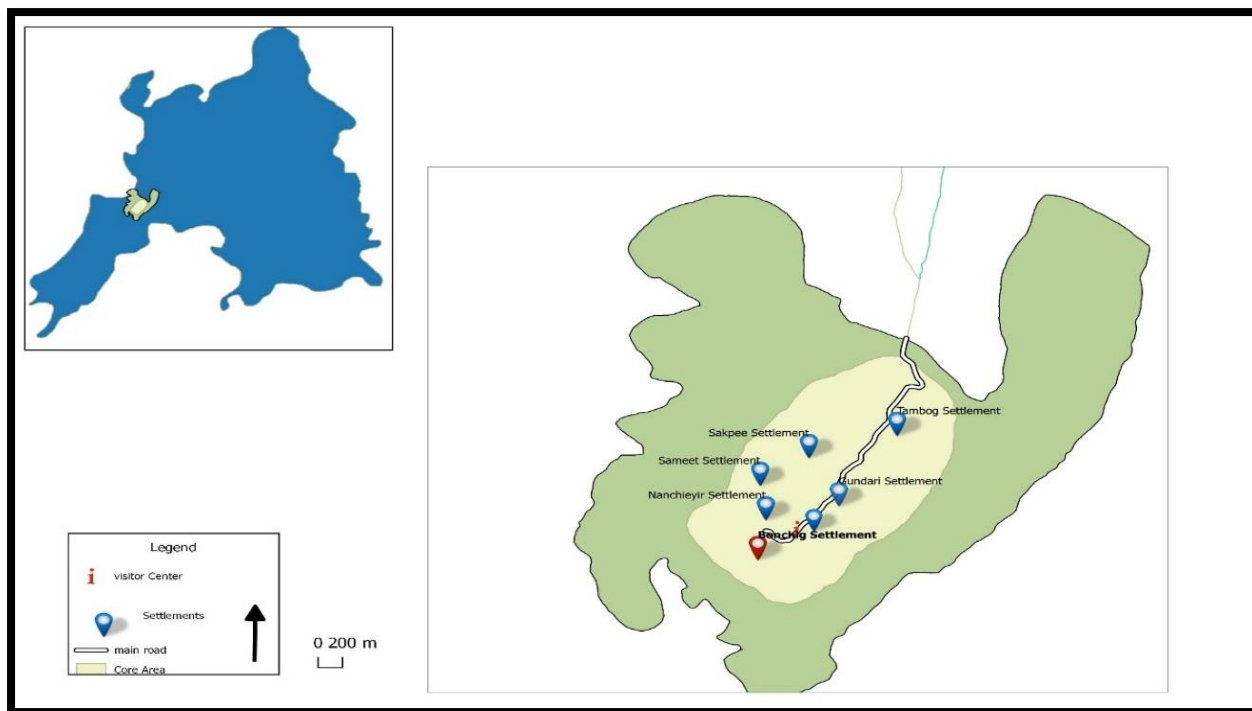 Tambog Settlement
Sakpee Settlement
Sameet Settlement
Gundari Settlement
Nanchieyir Settlement
Bonchig Settlement
Legend
i visitor Center
Settlements
main road
Core Area
0 200 m
i